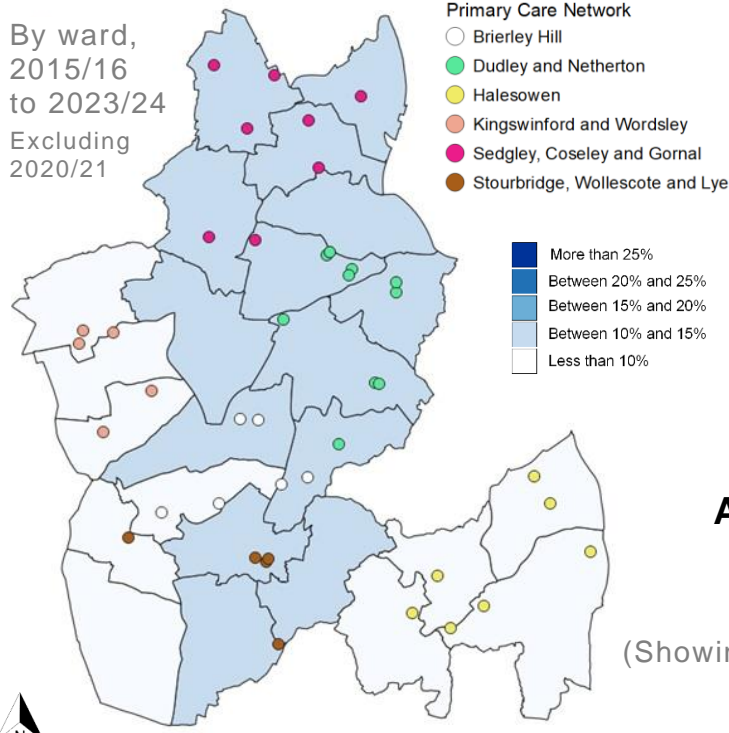 By ward,
2015/16
to 2023/24
Excluding
2020/21
Primary Care Network
Brierley Hill
Dudley and Netherton
Halesowen
Kingswinford and Wordsley
Sedgley, Coseley and Gornal
Stourbridge, Wollescote and Lye
More than 25%
Between 20% and 25%
Between 15% and 20%
Between 10% and 15%
Less than 10%
A
(Showin
N